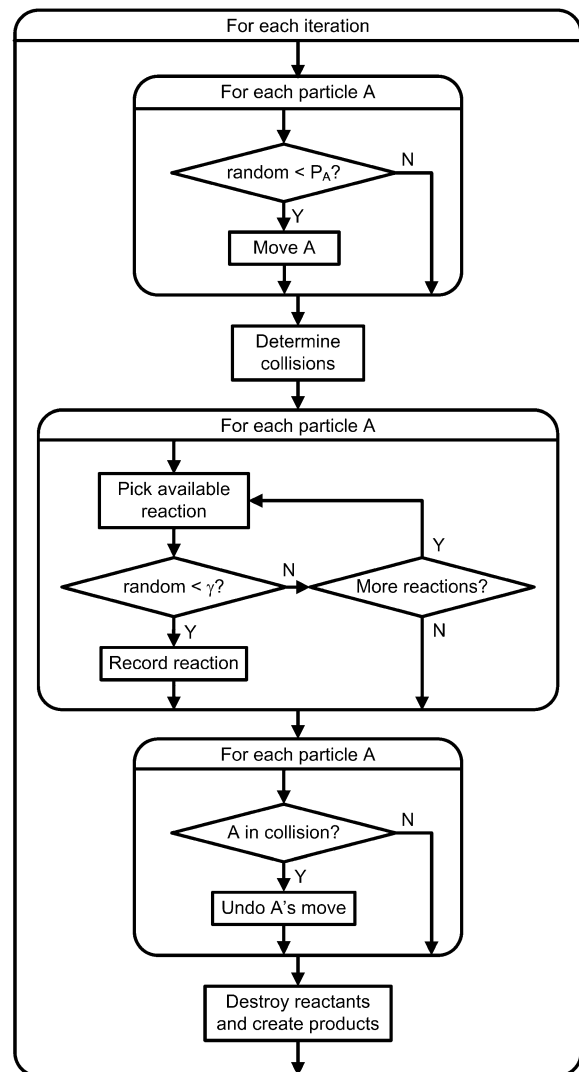 For each iteration
For each particle A
random < PA?
N
Y
Move A
Determine
collisions
For each particle A
Pick available
reaction
Y
random < γ?
N
More reactions?
Y
N
Record reaction
For each particle A
A in collision?
N
Y
Undo A's move
Destroy reactants
and create products